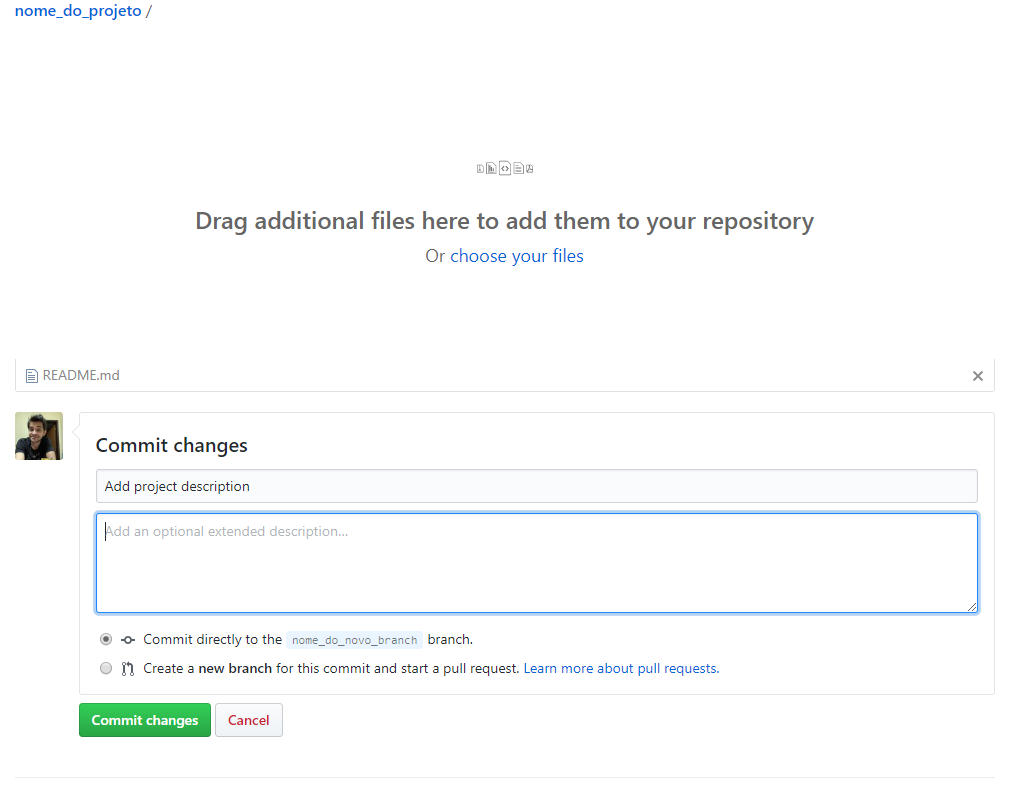 nome_do_projeto /
Drag additional files here to add them to your repository
Or choose your files
README.md
Commit changes
Add project description
Add an optional extended description...
Commit directly to the nome_do_novo_branch branch.
Create a new branch for this commit and start a pull request. Learn more about pull requests.
Commit changes Cancel